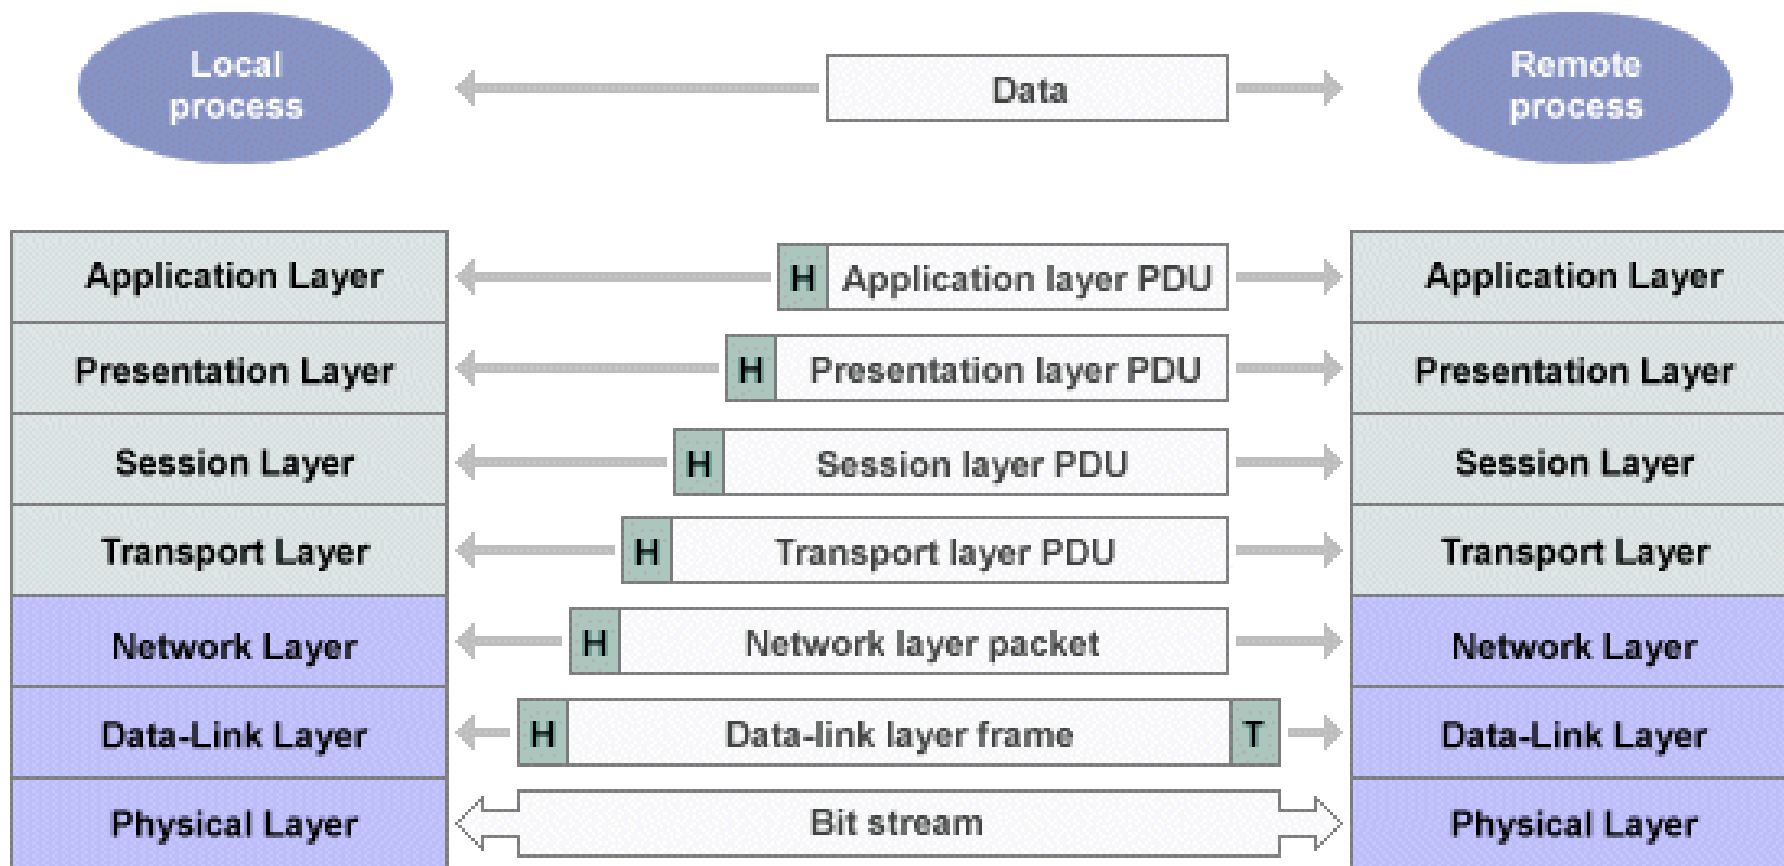 Local
process
Data
Remote
process
Application Layer
H
Application layer PDU
Application Layer
Presentation Layer
H
Presentation layer PDU
Presentation Layer
Session Layer
H
Session layer PDU
Session Layer
Transport Layer
H
Transport layer PDU
Transport Layer
Network Layer
H
Network layer packet
Network Layer
Data-Link Layer
H
Data-link layer frame
T
Data-Link Layer
Physical Layer
Bit stream
Physical Layer